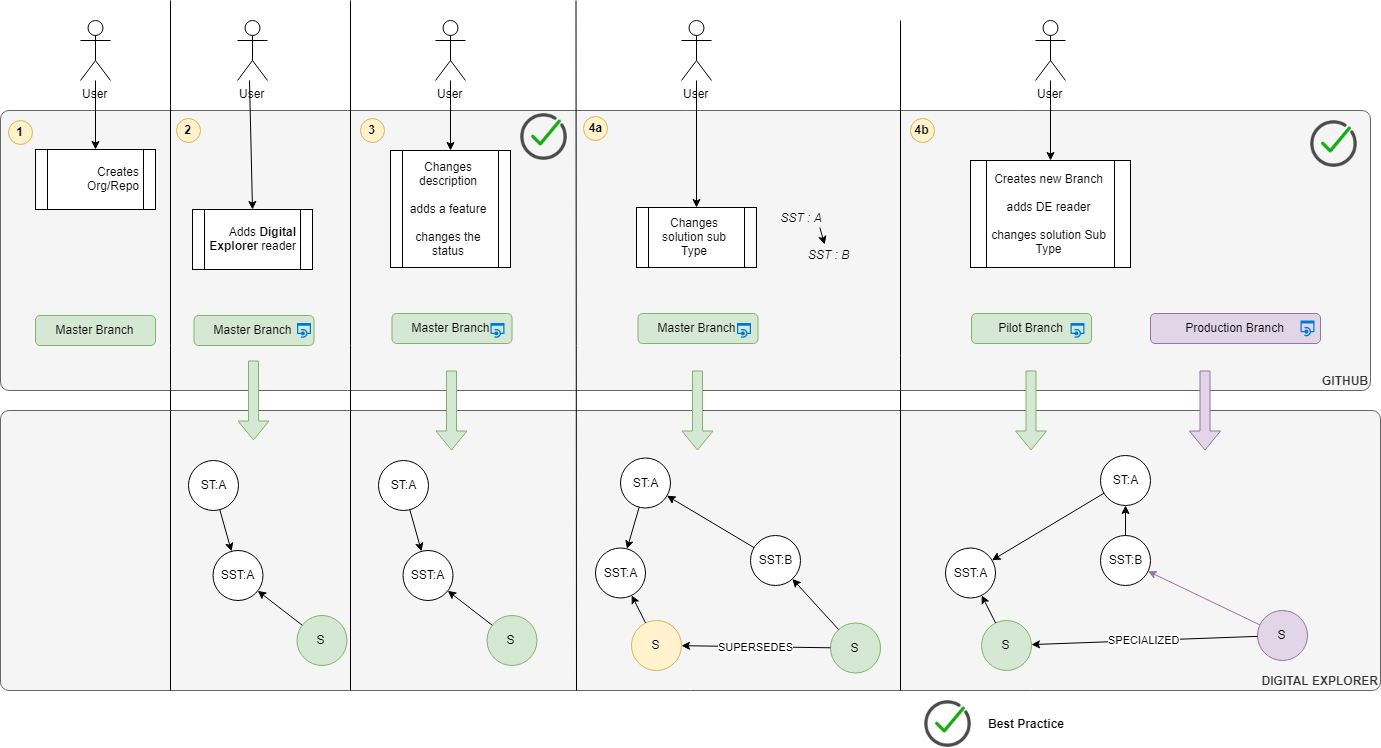 User
User
User
User
User
1
2
3
4a
4b
Creates
Org/Repo
Adds Digital
Explorer reader
Changes
description
adds a feature
changes the
status
Changes
solution sub
Type
SST : A
SST : B
Creates new Branch
adds DE reader
changes solution Sub
Type
Master Branch
Master Branch
Master Branch
Master Branch
Pilot Branch
Production Branch
GITHUB
ST:A
SST:A
S
ST:A
SST:A
S
ST:A
SST:A
SST:B
S
SUPERSEDES
S
ST:A
SST:A
SST:B
S
SPECIALIZED
S
DIGITAL EXPLORER
Best Practice